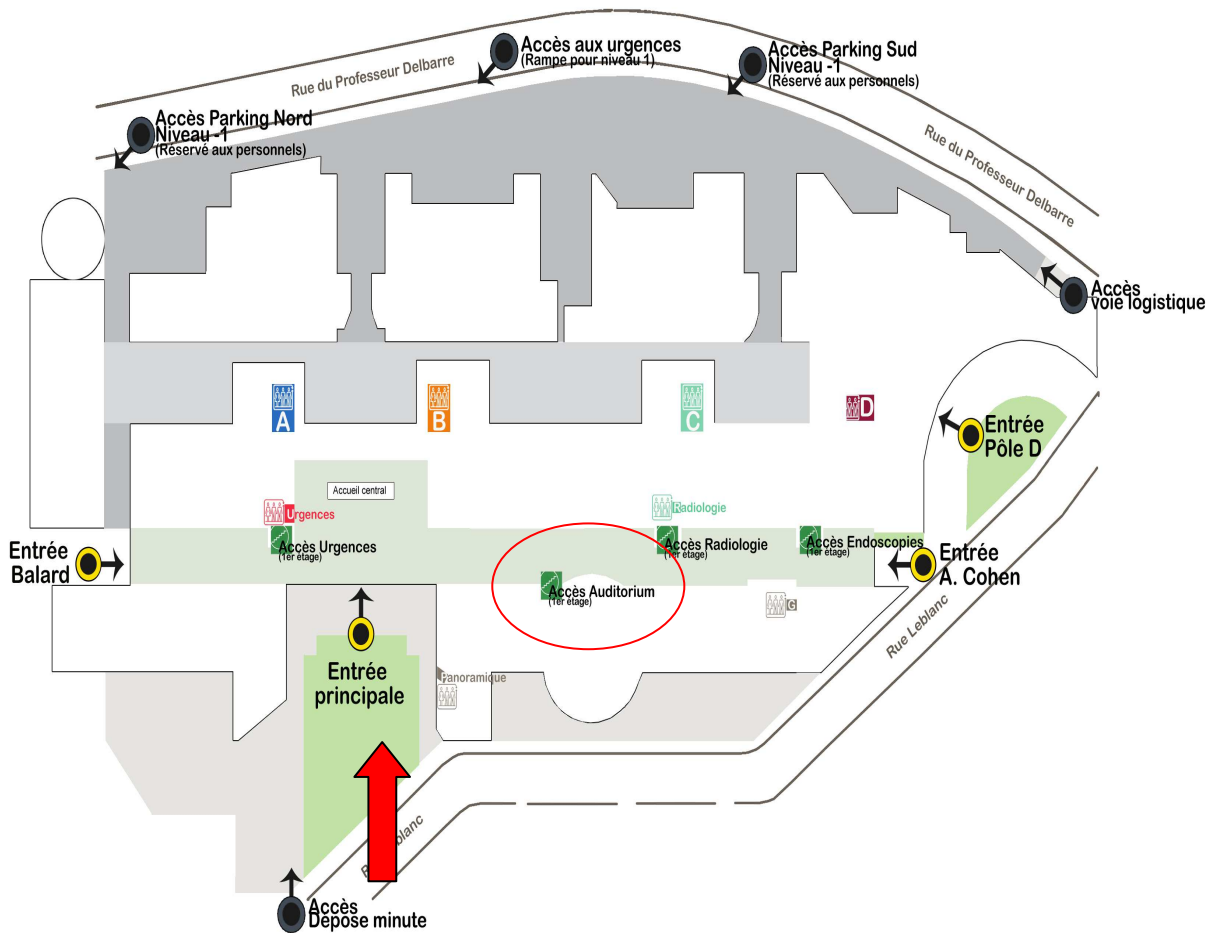 Accès aux urgences
(Rampe pour niveau 1)
Accès Parking Sud
Niveau -1
(Réservé aux personnels)
Rue du Professeur Delbarre
Accès Parking Nord
Niveau -1
(Réservé aux personnels)
Rue du Professeur Delbarre
Accès
voie logistique
A
B
C
D
Entrée
Pôle D
Accueil central
Urgences
Radiologie
Accès Urgences
(1er étage)
Accès Radiologie
(1er étage)
Accès Endoscopies
(1er étage)
Entrée
Balard
Entrée
A. Cohen
Accès Auditorium
(1er étage)
G
Rue Leblanc
Entrée
principale
Panoramique
blanc
Accès
Dépose minute